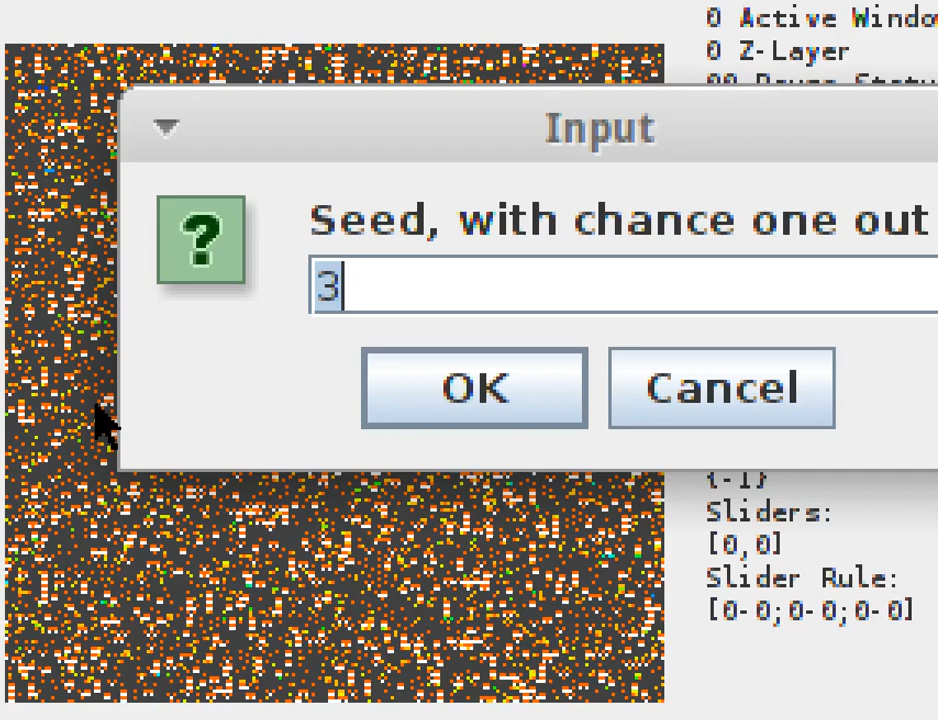 0 Active
0 Z-Layer
Input
?
Seed, with chance one out
3
OK
Cancel
{-1}
Sliders:
[0,0]
Slider Rule:
[0-0;0-0;0-0]